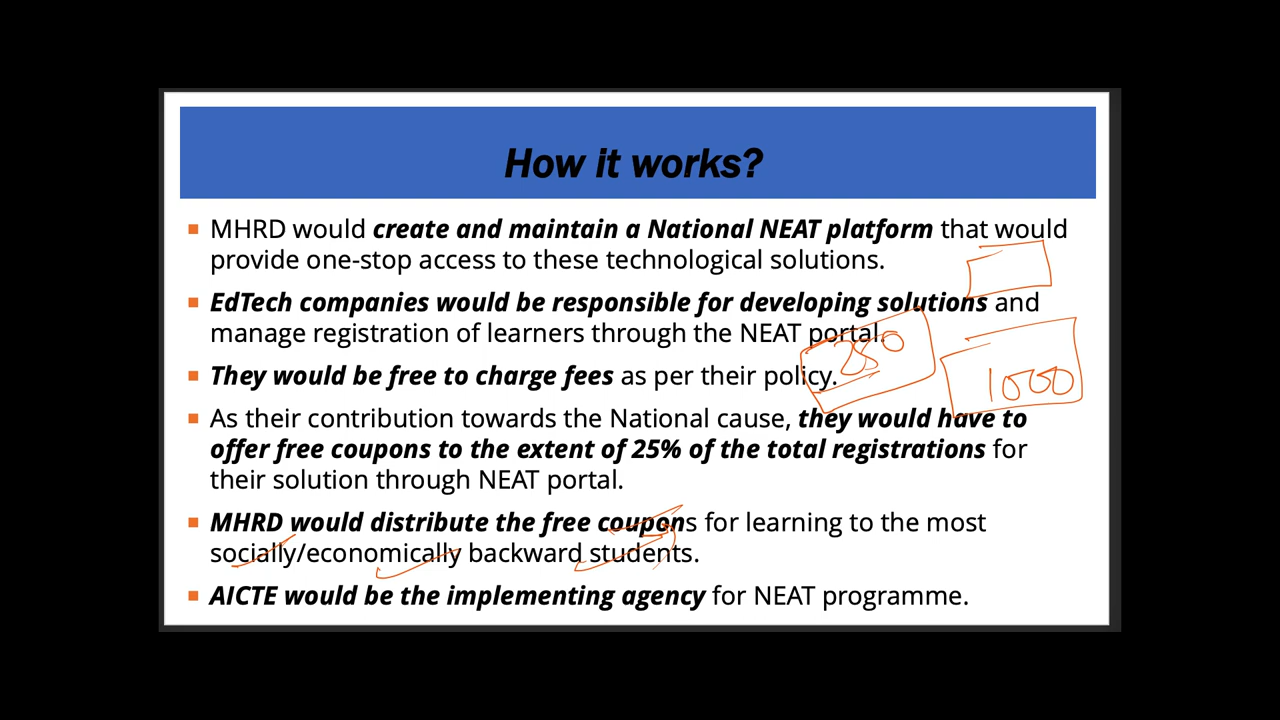 How it works?
MHRD would create and maintain a National NEAT platform that would
provide one-stop access to these technological solutions.
EdTech companies would be responsible for developing solutions and
manage registration of learners through the NEAT portal.
250
They would be free to charge fees as per their policy.
1000
As their contribution towards the National cause, they would have to
offer free coupons to the extent of 25% of the total registrations for
their solution through NEAT portal.
MHRD would distribute the free coupons for learning to the most
socially/economically backward students.
AICTE would be the implementing agency for NEAT programme.